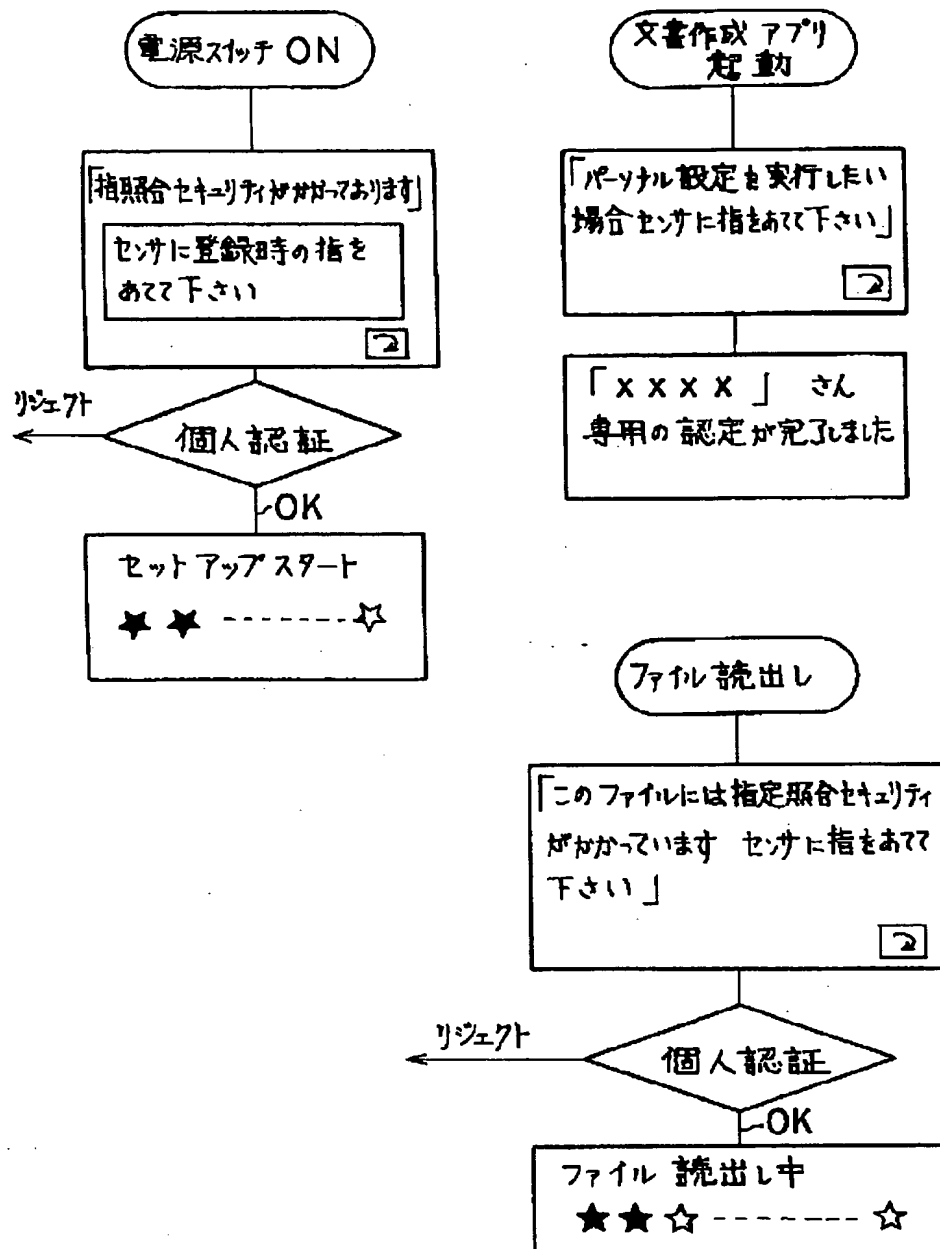 電源スイッチ ON
「指照合セキュリティがかかっております」
センサに登録時の指を
あてて下さい
リジェクト
個人認証
OK
セットアップスタート
★ ★ ------- ☆
文書作成アプリ
起動
「パーソナル設定を実行したい
場合センサに指をあてて下さい」
「××××」 さん
専用の認定が完了しました
ファイル読出し
「このファイルには指定照合セキュリティ
がかかっています センサに指をあてて
下さい」
リジェクト
個人認証
OK
ファイル 読出し中
★ ★ ☆ -------- ☆